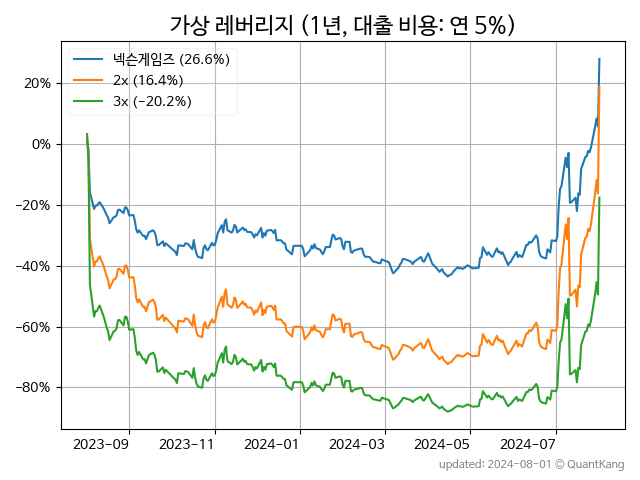 가상 레버리지 (1년, 대출 비용: 연 5%)
넥슨게임즈 (26.6%)
2x (16.4%)
3x (−20.2%)
20%
0%
−20%
−40%
−60%
−80%
2023-09 2023-11 2024-01 2024-03 2024-05 2024-07
updated: 2024-08-01 © QuantKang